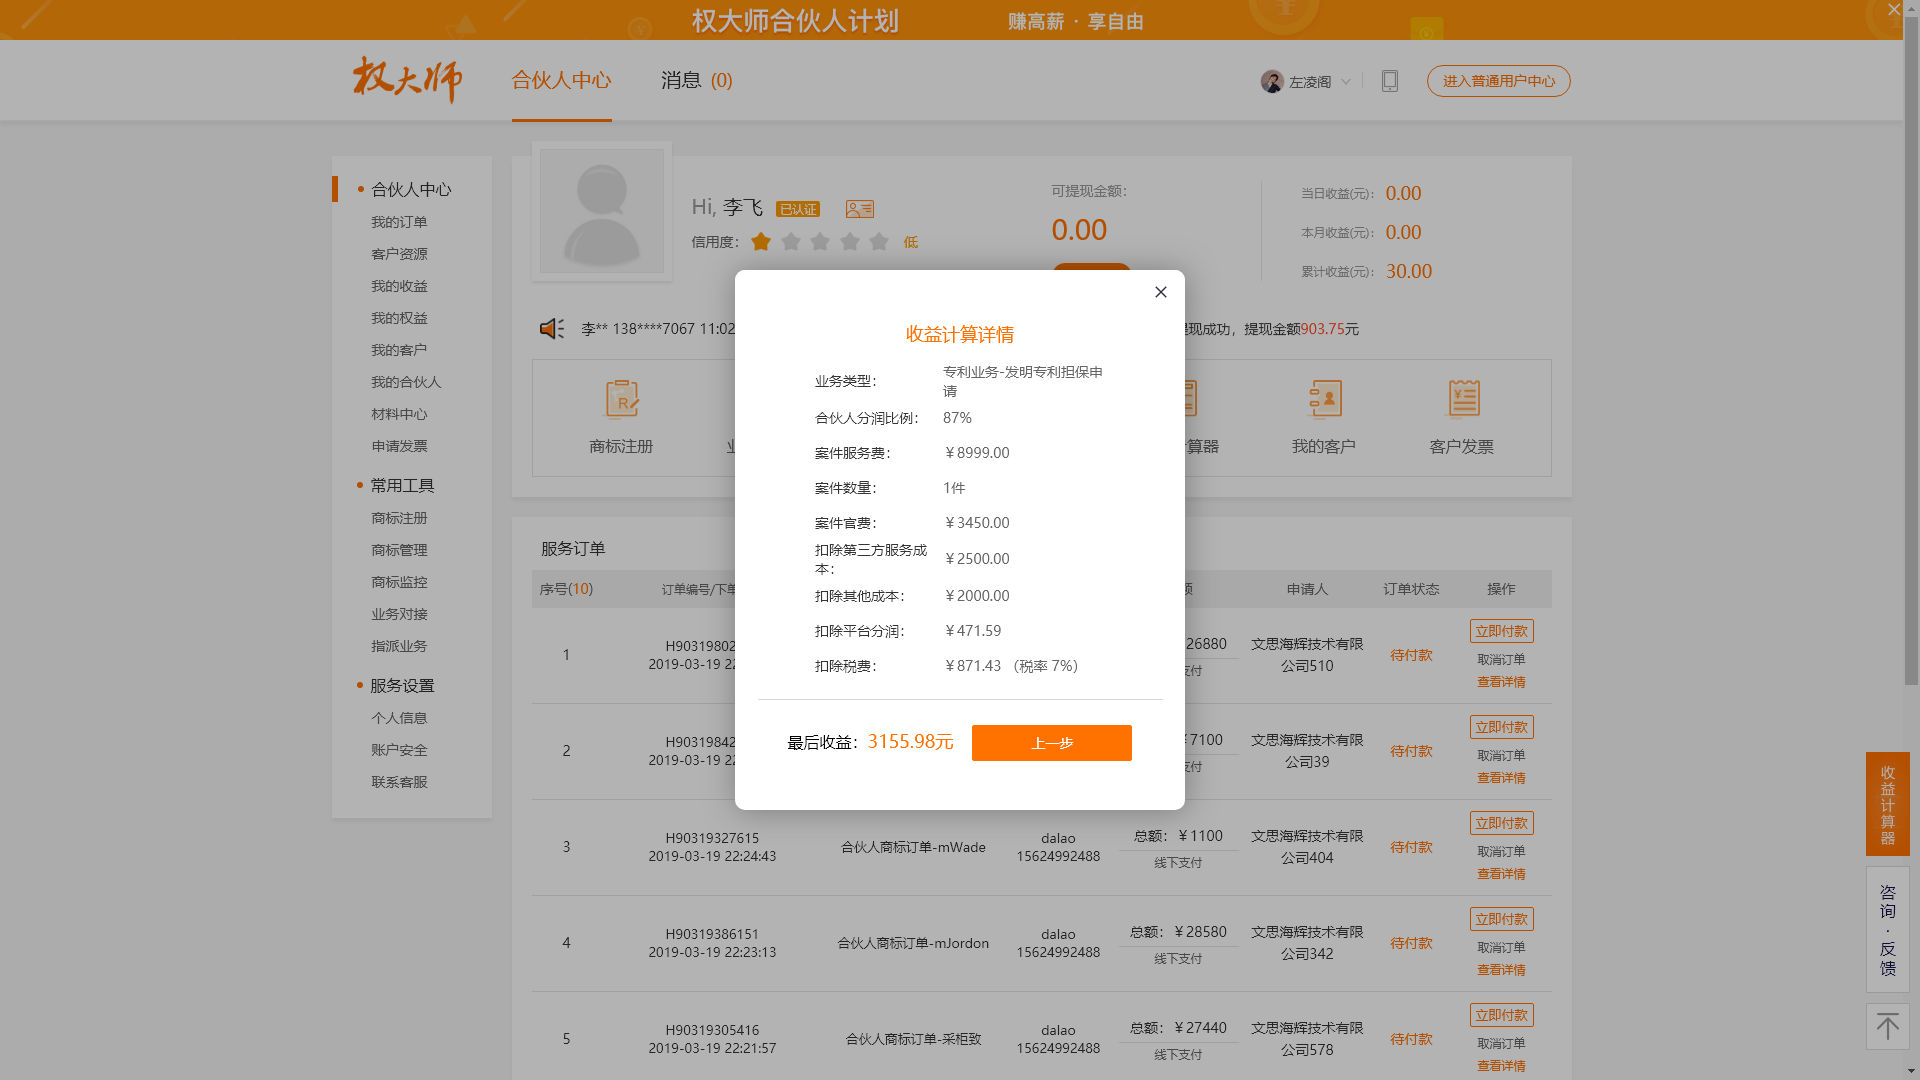 权大师合伙人计划 赚高薪 · 享自由
权大师 合伙人中心 消息 (0) 左凌阁 进入普通用户中心
合伙人中心
我的订单
客户资源
我的收益
我的权益
我的客户
我的合伙人
材料中心
申请发票
常用工具
商标注册
商标管理
商标监控
业务对接
指派业务
服务设置
个人信息
账户安全
联系客服
Hi, 李飞 已认证
信用度： 低
可提现金额：
0.00
当日收益(元)： 0.00
本月收益(元)： 0.00
累计收益(元)： 30.00
李** 138****7067 11:02
现成功，提现金额903.75元
商标注册
算器
我的客户
客户发票
收益计算详情
业务类型： 专利业务-发明专利担保申
请
合伙人分润比例： 87%
案件服务费： ￥8999.00
案件数量： 1件
案件官费： ￥3450.00
扣除第三方服务成
本： ￥2500.00
扣除其他成本： ￥2000.00
扣除平台分润： ￥471.59
扣除税费： ￥871.43 （税率 7%）
最后收益：3155.98元 上一步
服务订单
序号(10) 订单编号/下单 申请人 订单状态 操作
1
H90319802
2019-03-19 22
26880
支付
文思海辉技术有限
公司510
待付款
立即付款
取消订单
查看详情
2
H90319842
2019-03-19 22
￥7100
支付
文思海辉技术有限
公司39
待付款
立即付款
取消订单
查看详情
3
H90319327615
2019-03-19 22:24:43
合伙人商标订单-mWade
dalao
15624992488
总额：￥1100
线下支付
文思海辉技术有限
公司404
待付款
立即付款
取消订单
查看详情
4
H90319386151
2019-03-19 22:23:13
合伙人商标订单-mJordon
dalao
15624992488
总额：￥28580
线下支付
文思海辉技术有限
公司342
待付款
立即付款
取消订单
查看详情
5
H90319305416
2019-03-19 22:21:57
合伙人商标订单-采柜致
dalao
15624992488
总额：￥27440
线下支付
文思海辉技术有限
公司578
待付款
立即付款
取消订单
查看详情
收益计算器
咨询·反馈